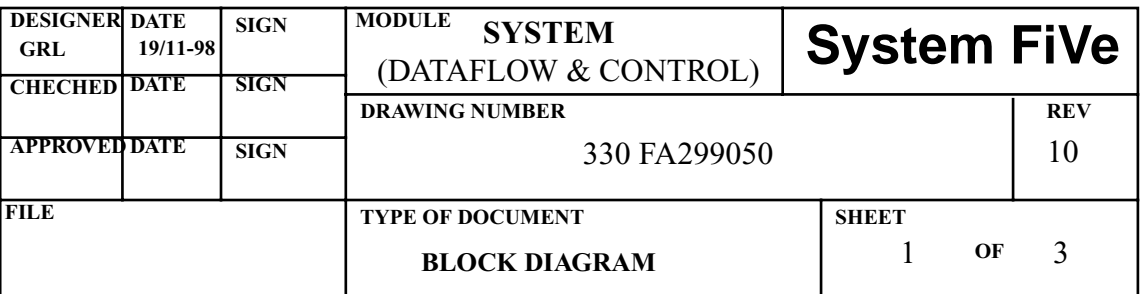 DESIGNER DATE SIGN MODULE SYSTEM System FiVe
GRL 19/11-98 (DATAFLOW & CONTROL)
CHECHED DATE SIGN
DRAWING NUMBER REV
APPROVED DATE SIGN 330 FA299050 10
FILE TYPE OF DOCUMENT SHEET
BLOCK DIAGRAM 1 OF 3